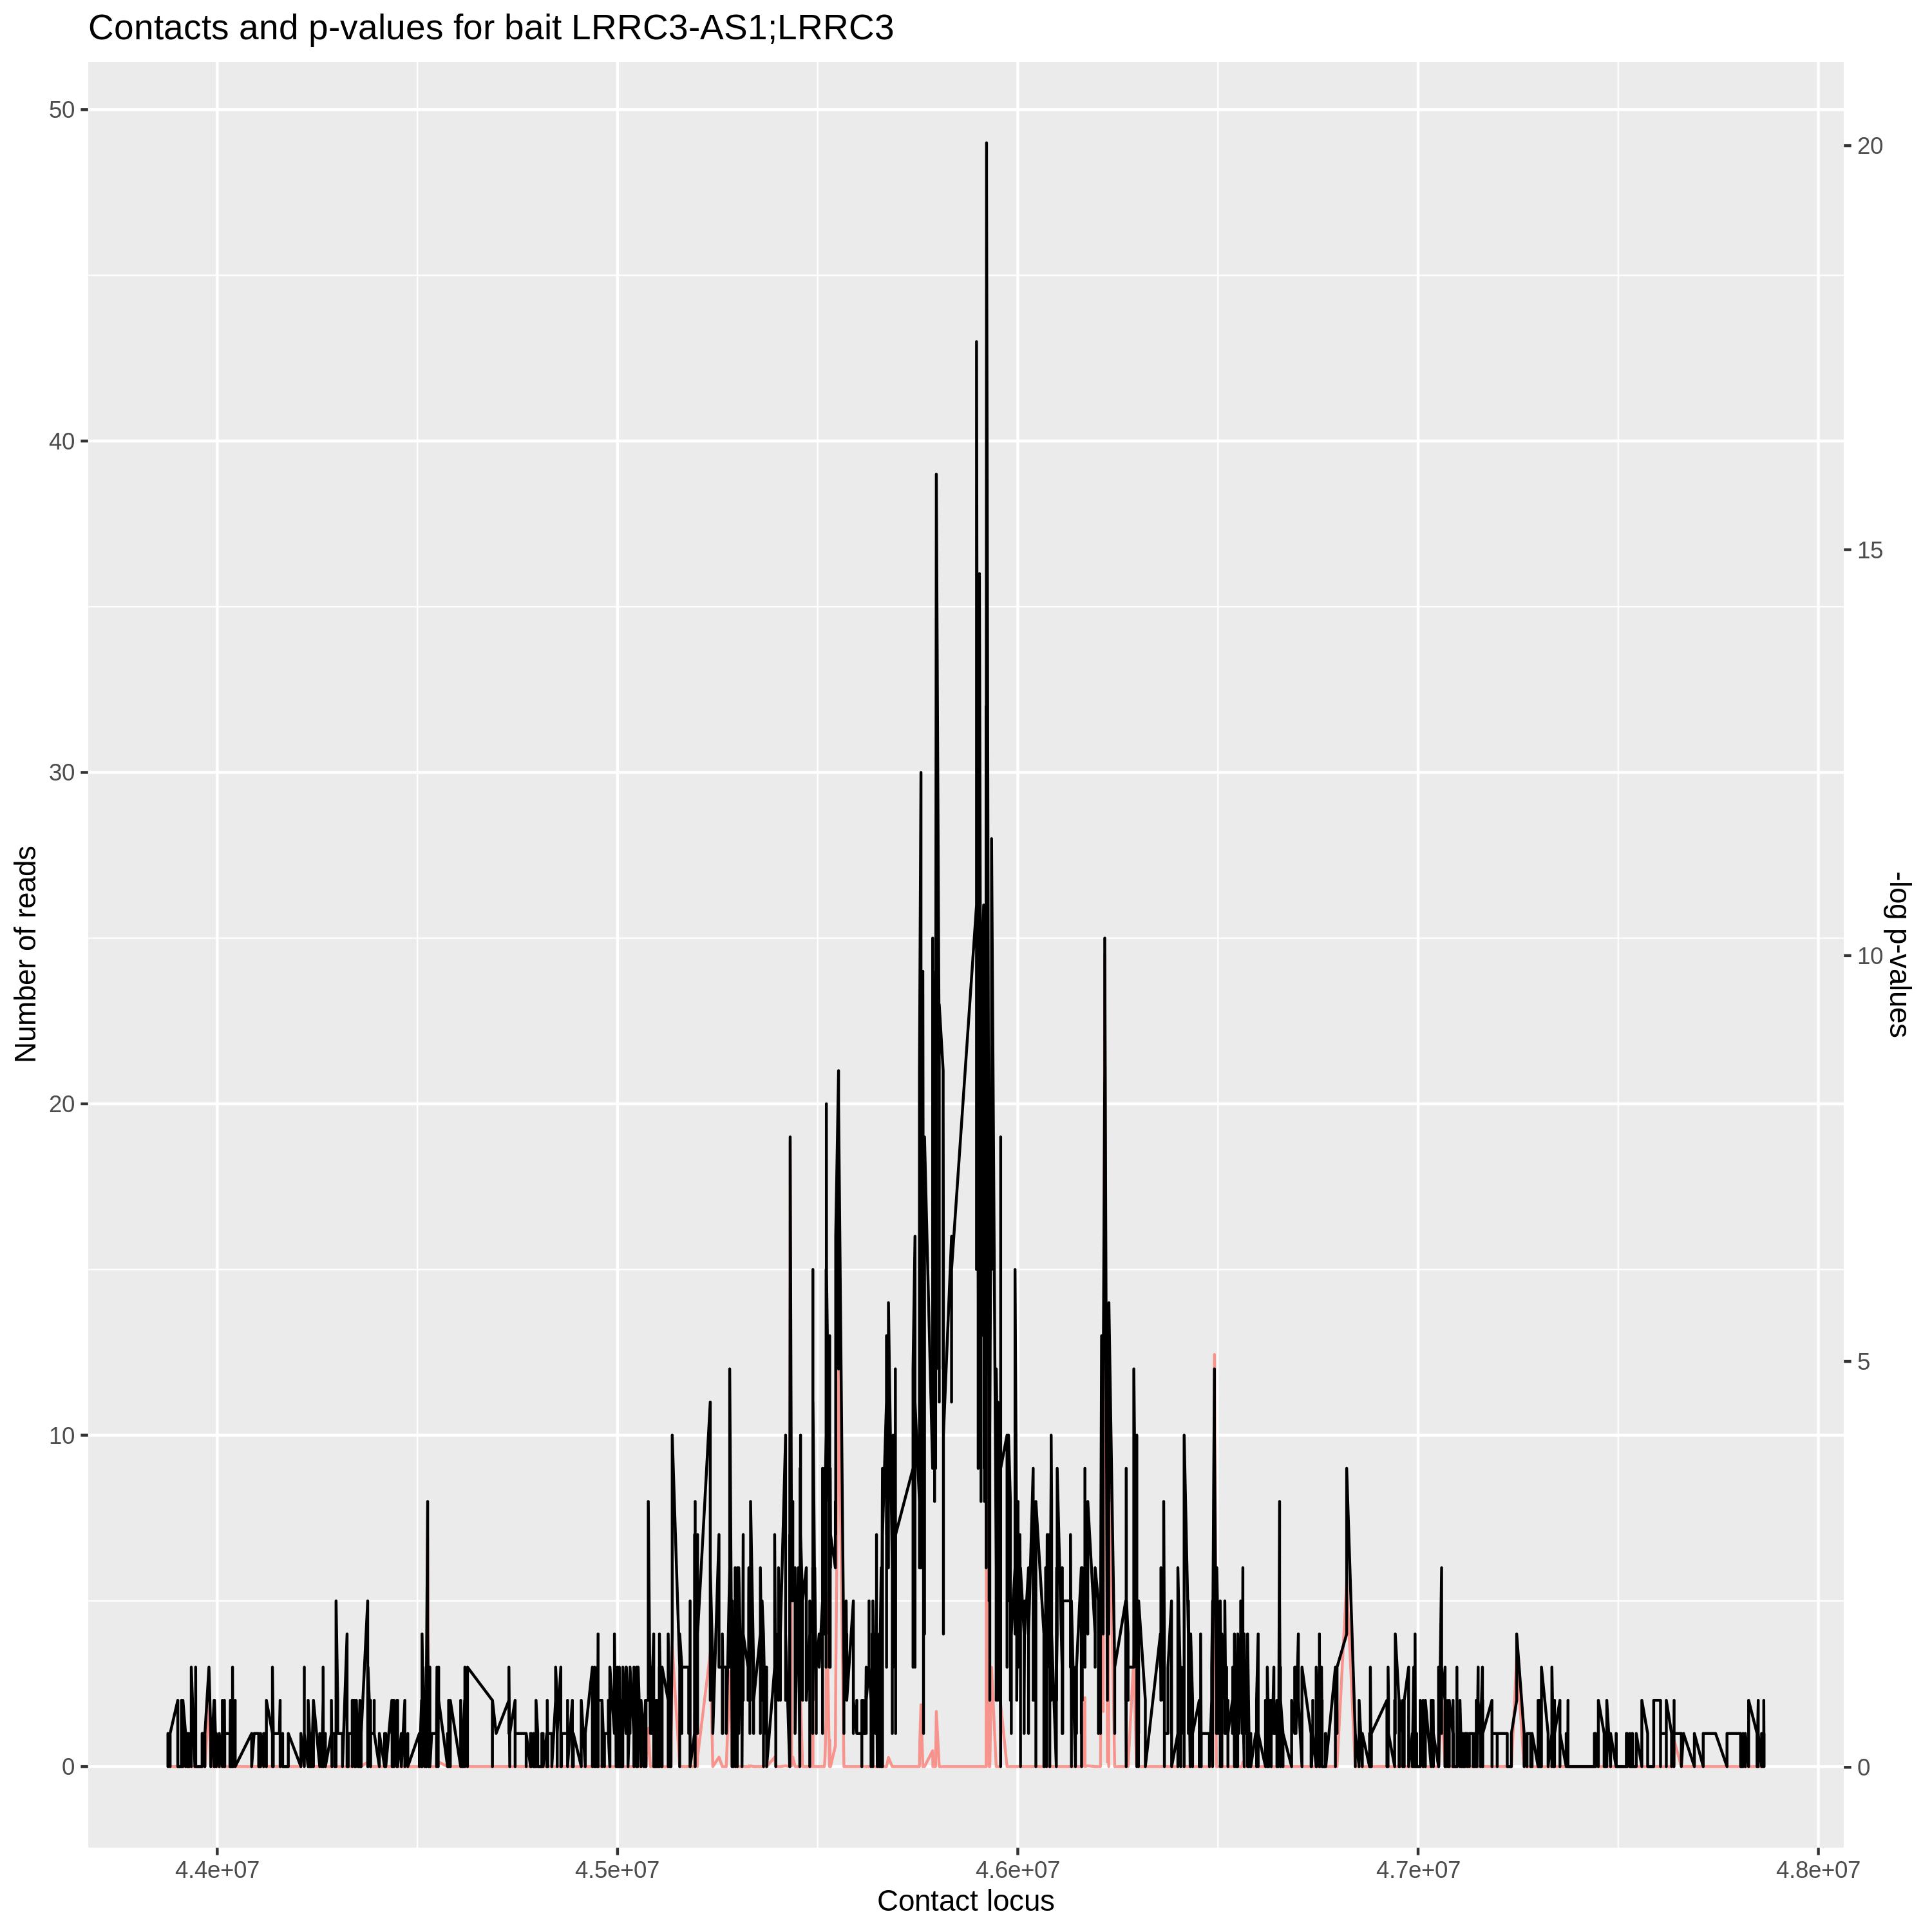 Contacts and p-values for bait LRRC3-AS1;LRRC3
50
40
30
20
10
0
Number of reads
20
15
10
5
0
-log p-values
4.4e+07
4.5e+07
4.6e+07
4.7e+07
4.8e+07
Contact locus